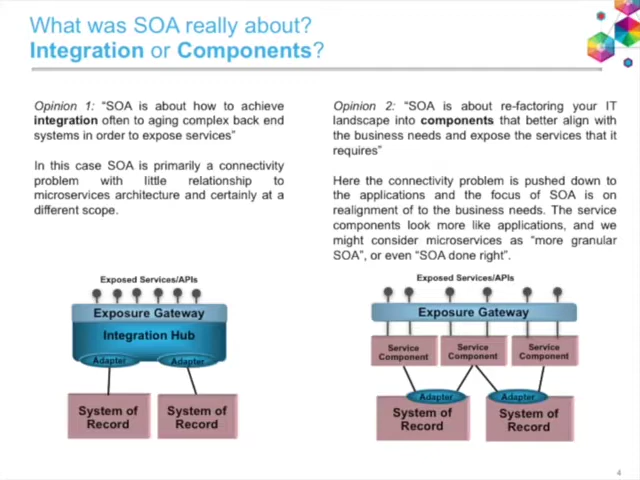 What was SOA really about?
Integration or Components?
Opinion 1: “SOA is about how to achieve
integration often to aging complex back end
systems in order to expose services”
In this case SOA is primarily a connectivity
problem with little relationship to
microservices architecture and certainly at a
different scope.
Opinion 2: “SOA is about re-factoring your IT
landscape into components that better align with
the business needs and expose the services that it
requires”
Here the connectivity problem is pushed down to
the applications and the focus of SOA is on
realignment of to the business needs. The service
components look more like applications, and we
might consider microservices as “more granular
SOA”, or even “SOA done right”.
Exposed Services/APIs
Exposure Gateway
Integration Hub
Adapter
Adapter
System of
Record
System of
Record
Exposed Services/APIs
Exposure Gateway
Service
Component
Service
Component
Service
Component
Adapter
Adapter
System of
Record
System of
Record
4